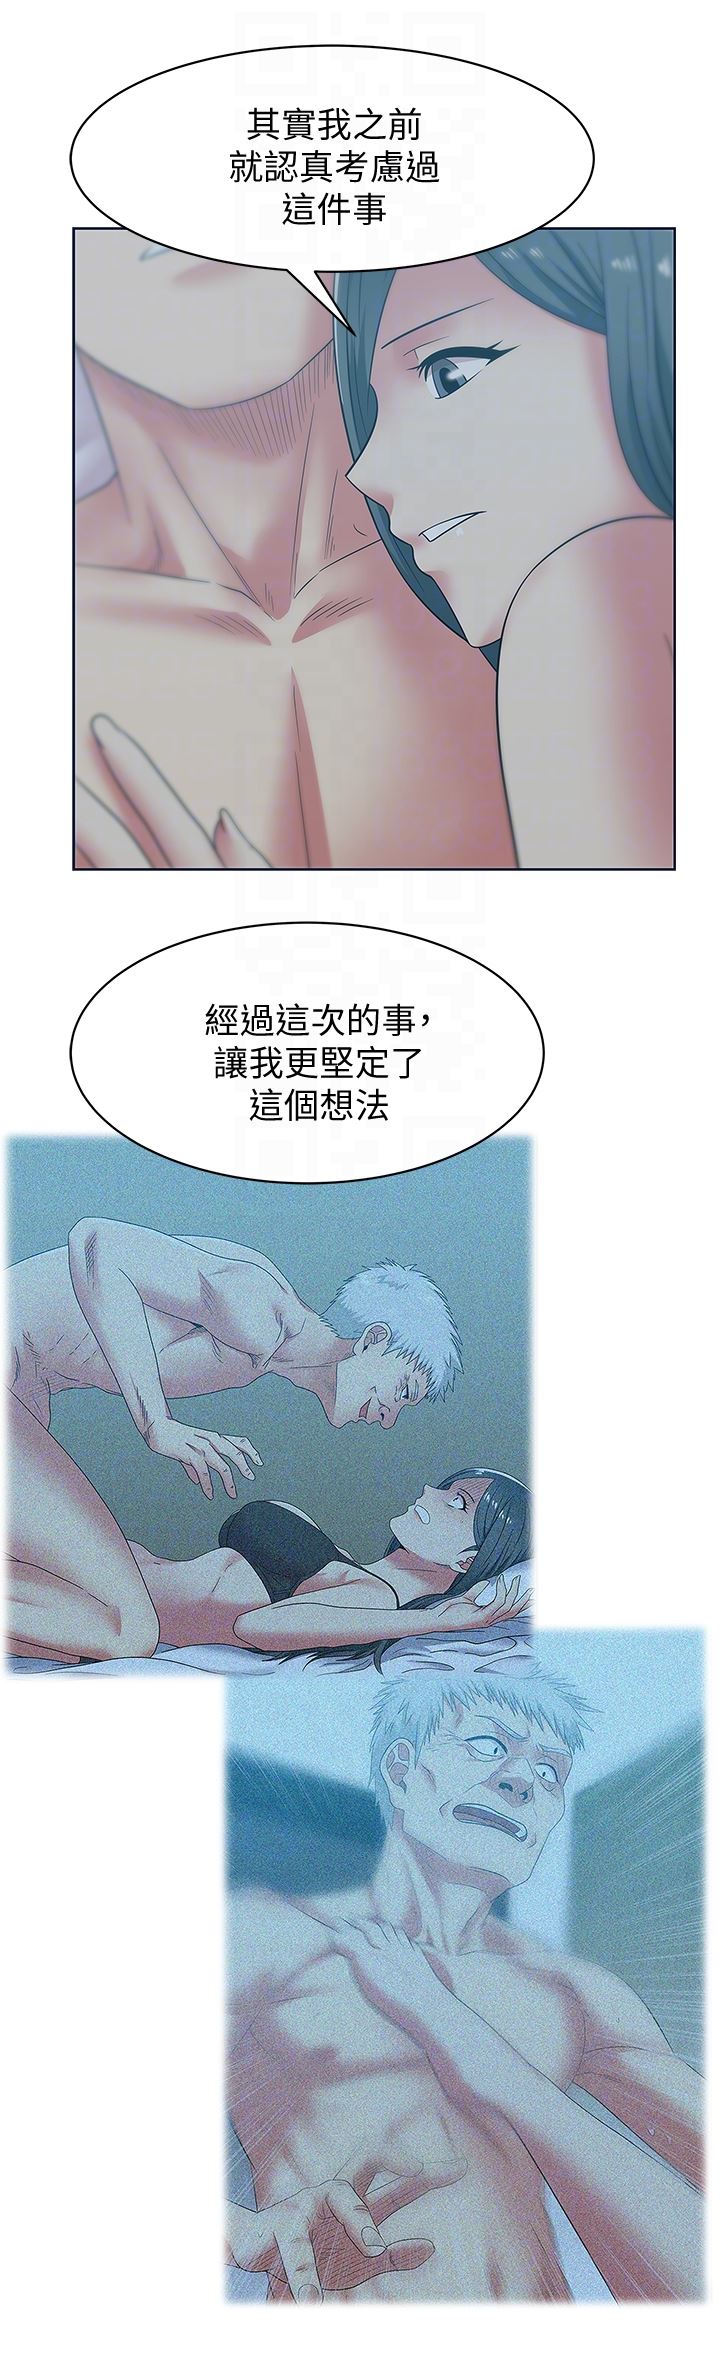 其實我之前
就認真考慮過
這件事
經過這次的事，
讓我更堅定了
這個想法